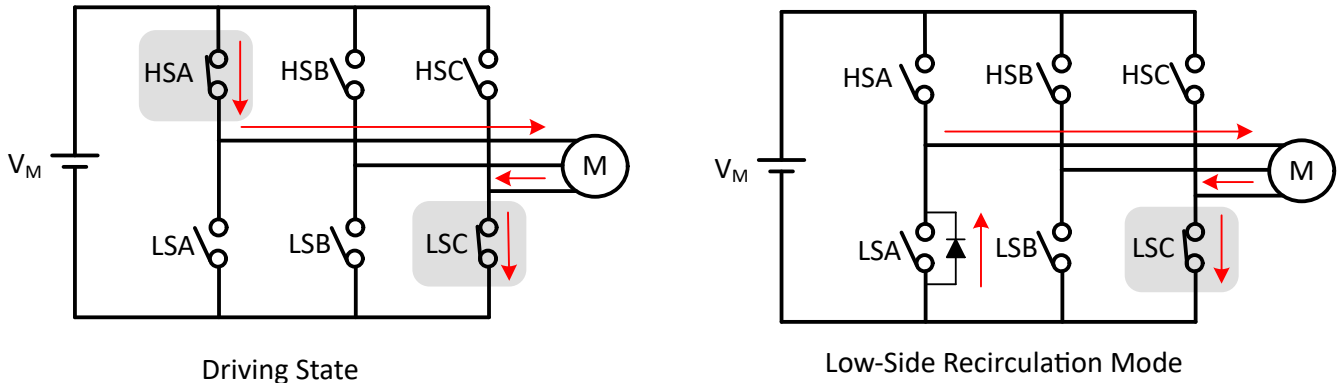 HSA
HSB
HSC
V_M
M
LSA
LSB
LSC
Driving State
HSA
HSB
HSC
V_M
M
LSA
LSB
LSC
Low-Side Recirculation Mode